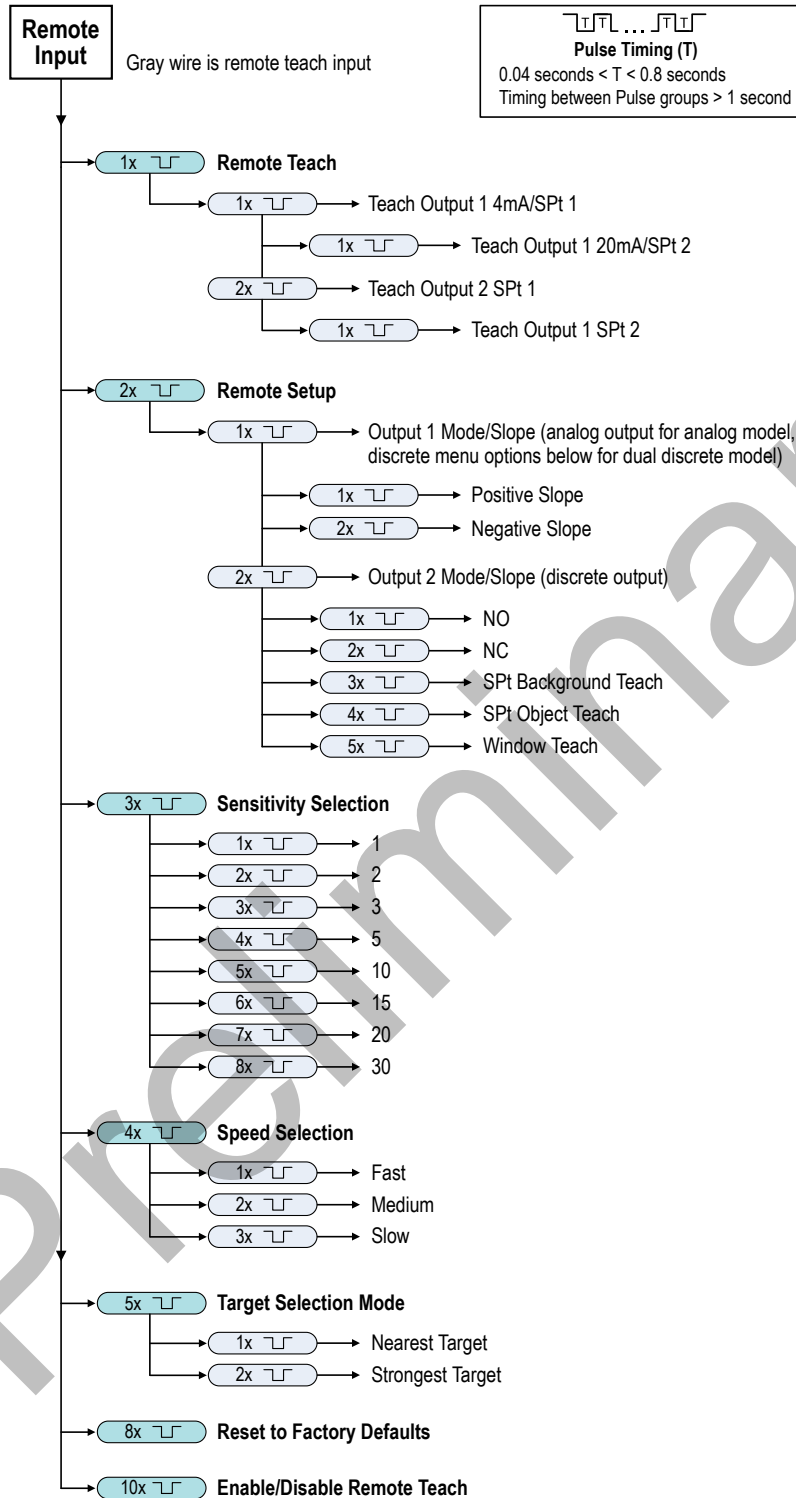 Remote
Input
Gray wire is remote teach input
T T ... T T
Pulse Timing (T)
0.04 seconds < T < 0.8 seconds
Timing between Pulse groups > 1 second
1x Remote Teach
1x Teach Output 1 4mA/SPt 1
1x Teach Output 1 20mA/SPt 2
2x Teach Output 2 SPt 1
1x Teach Output 1 SPt 2
2x Remote Setup
1x Output 1 Mode/Slope (analog output for analog model,
discrete menu options below for dual discrete model)
1x Positive Slope
2x Negative Slope
2x Output 2 Mode/Slope (discrete output)
1x NO
2x NC
3x SPt Background Teach
4x SPt Object Teach
5x Window Teach
3x Sensitivity Selection
1x 1
2x 2
3x 3
4x 5
5x 10
6x 15
7x 20
8x 30
4x Speed Selection
1x Fast
2x Medium
3x Slow
5x Target Selection Mode
1x Nearest Target
2x Strongest Target
8x Reset to Factory Defaults
10x Enable/Disable Remote Teach
Preliminar